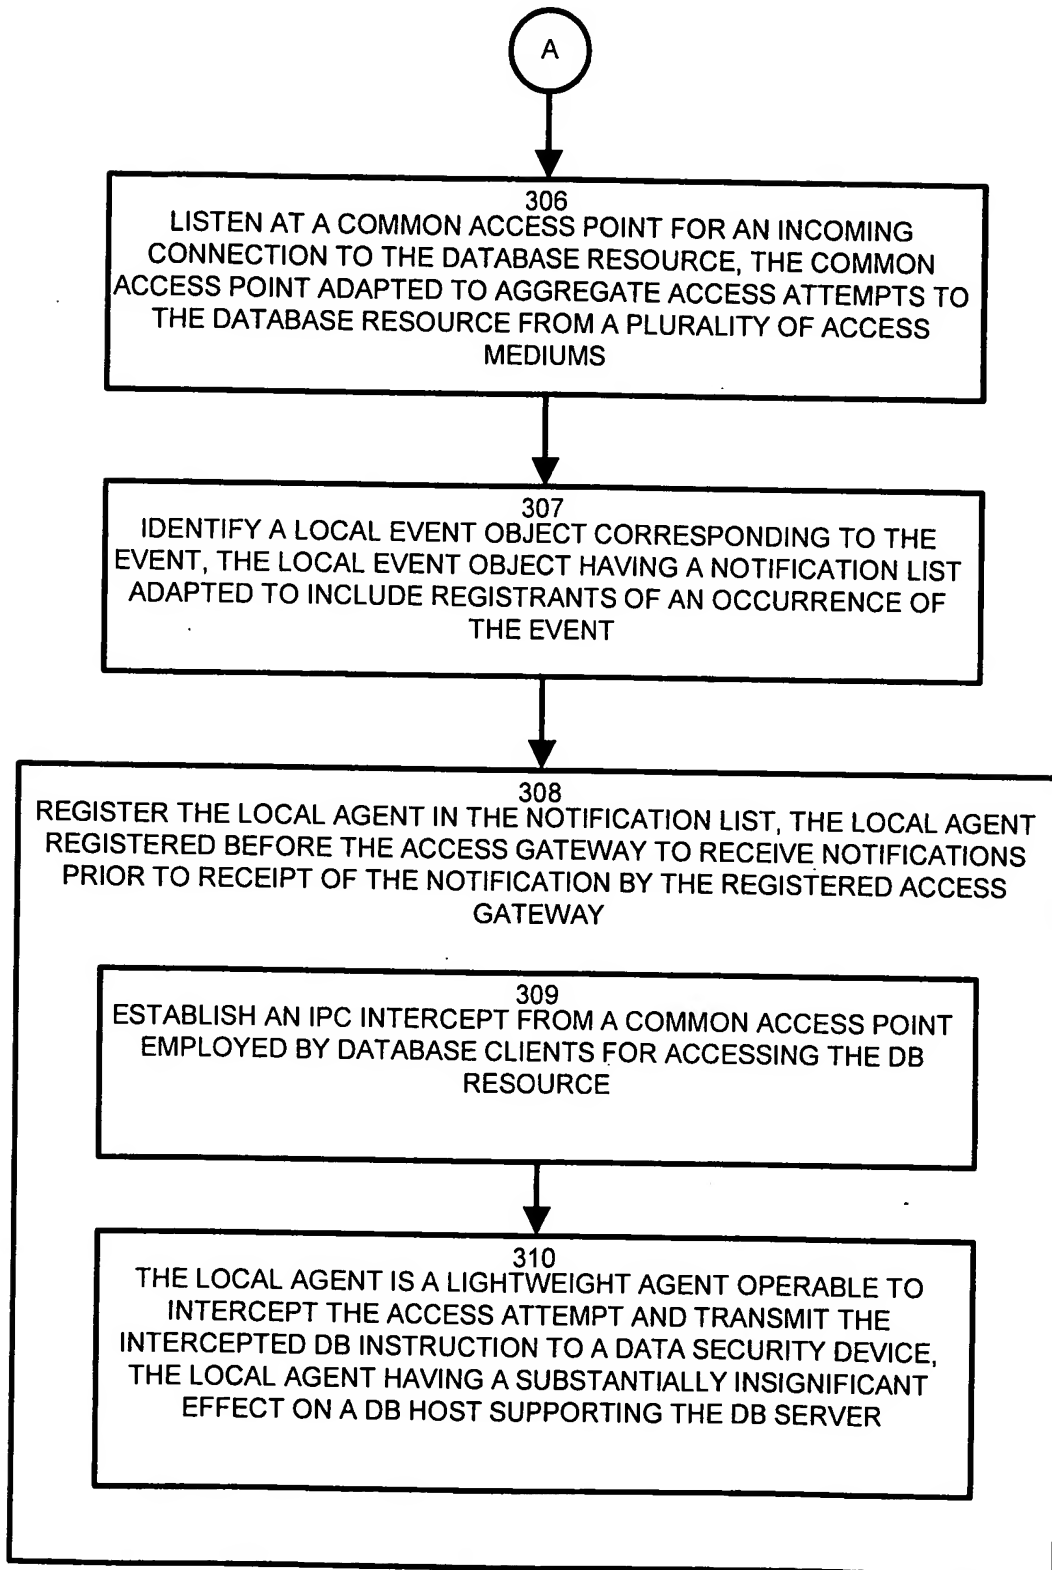 A
306
LISTEN AT A COMMON ACCESS POINT FOR AN INCOMING
CONNECTION TO THE DATABASE RESOURCE, THE COMMON
ACCESS POINT ADAPTED TO AGGREGATE ACCESS ATTEMPTS TO
THE DATABASE RESOURCE FROM A PLURALITY OF ACCESS
MEDIUMS
307
IDENTIFY A LOCAL EVENT OBJECT CORRESPONDING TO THE
EVENT, THE LOCAL EVENT OBJECT HAVING A NOTIFICATION LIST
ADAPTED TO INCLUDE REGISTRANTS OF AN OCCURRENCE OF
THE EVENT
308
REGISTER THE LOCAL AGENT IN THE NOTIFICATION LIST, THE LOCAL AGENT
REGISTERED BEFORE THE ACCESS GATEWAY TO RECEIVE NOTIFICATIONS
PRIOR TO RECEIPT OF THE NOTIFICATION BY THE REGISTERED ACCESS
GATEWAY
309
ESTABLISH AN IPC INTERCEPT FROM A COMMON ACCESS POINT
EMPLOYED BY DATABASE CLIENTS FOR ACCESSING THE DB
RESOURCE
310
THE LOCAL AGENT IS A LIGHTWEIGHT AGENT OPERABLE TO
INTERCEPT THE ACCESS ATTEMPT AND TRANSMIT THE
INTERCEPTED DB INSTRUCTION TO A DATA SECURITY DEVICE,
THE LOCAL AGENT HAVING A SUBSTANTIALLY INSIGNIFICANT
EFFECT ON A DB HOST SUPPORTING THE DB SERVER